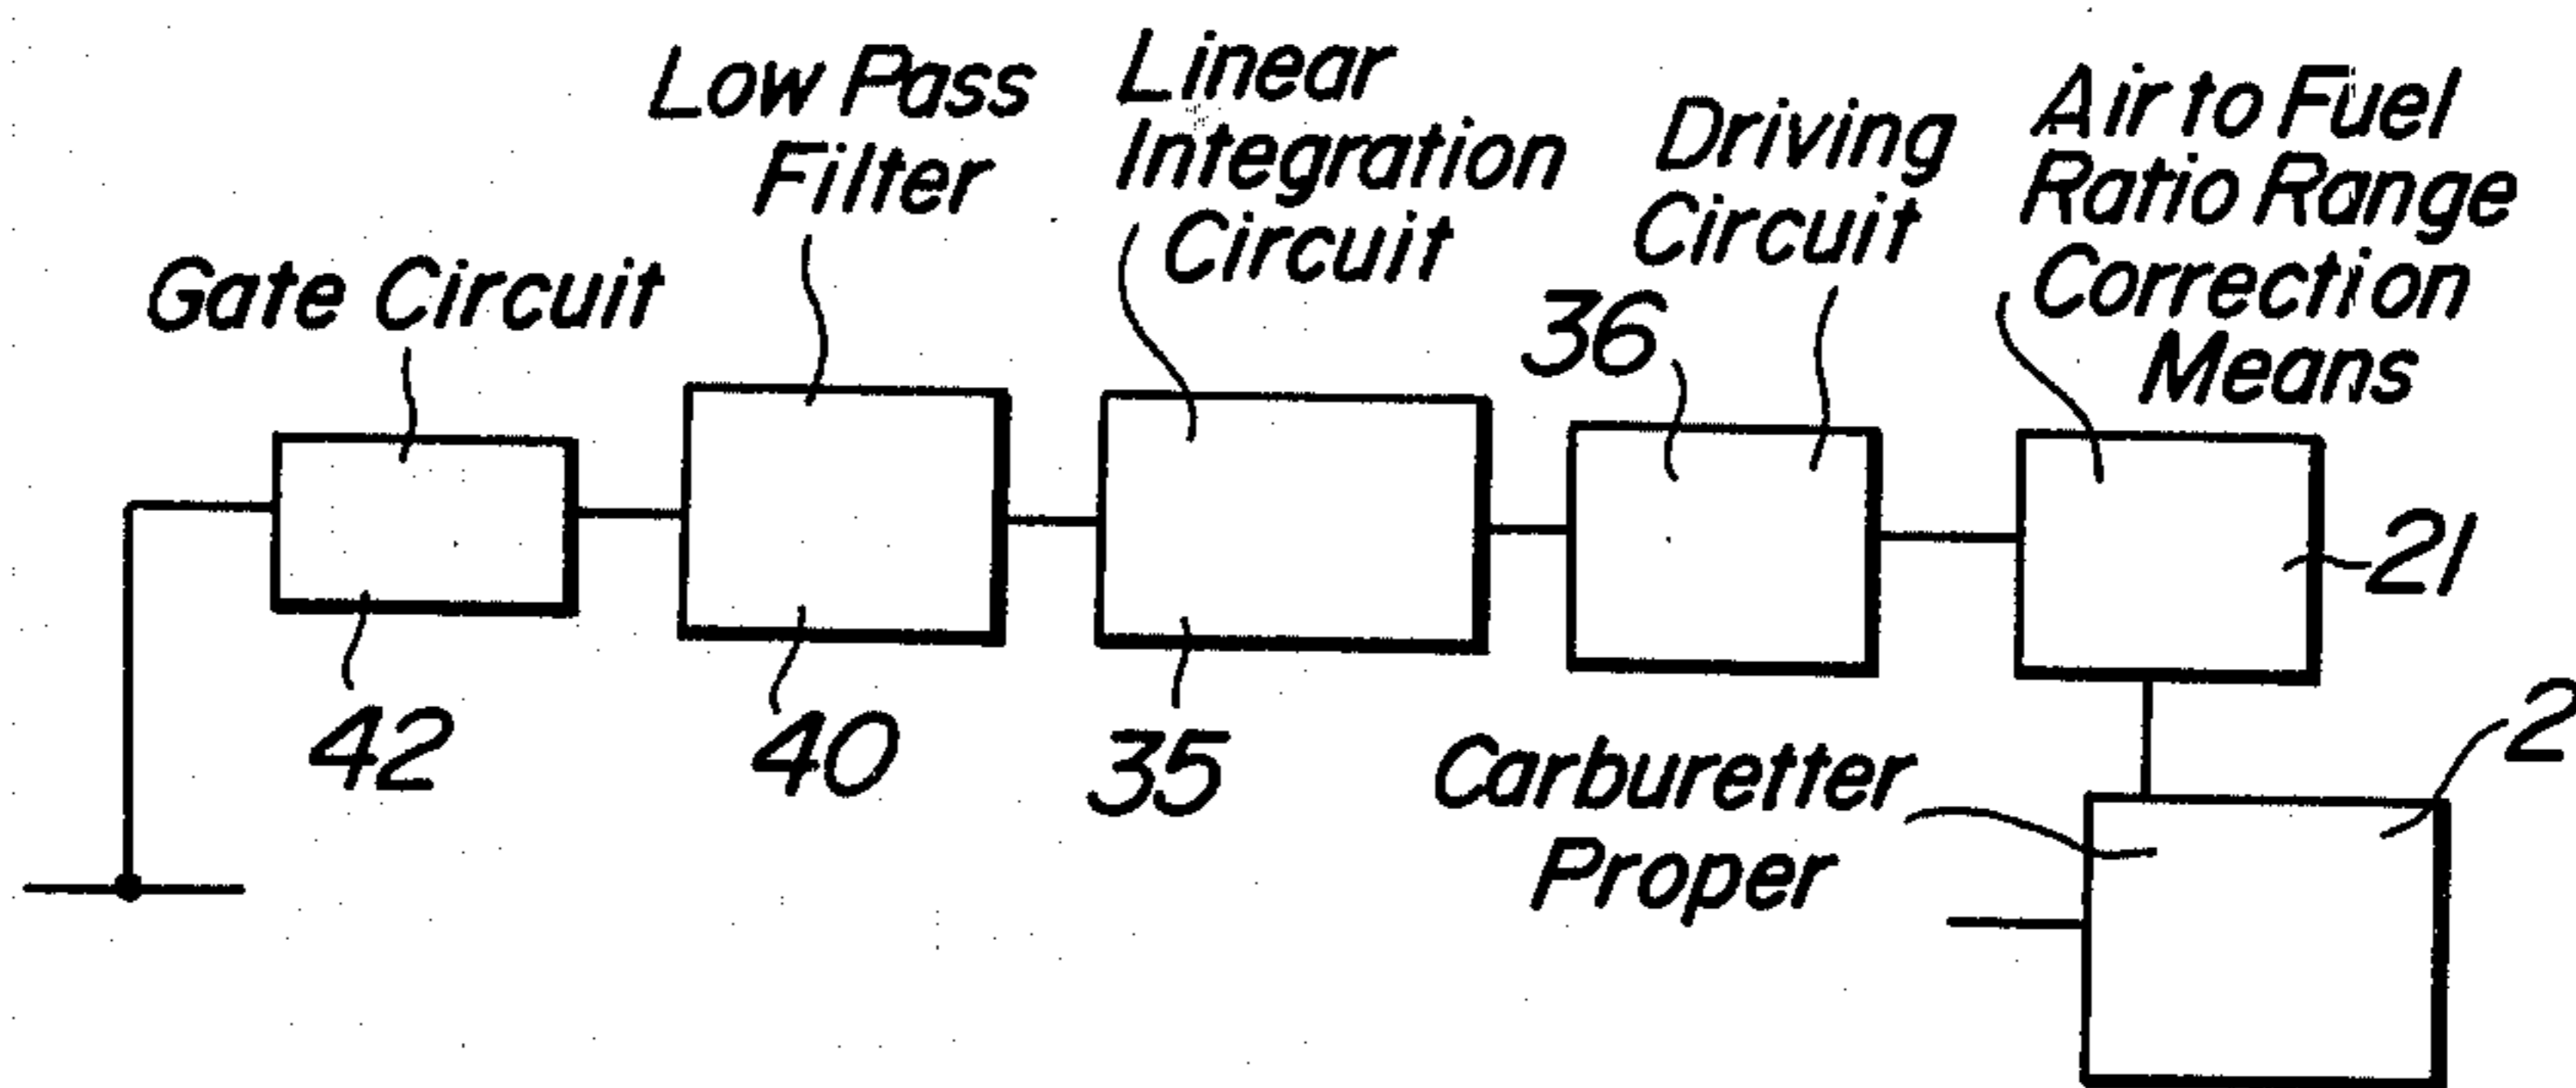 Gate Circuit
Low Pass
Filter
Linear
Integration
Circuit
Driving
Circuit
Air to Fuel
Ratio Range
Correction
Means
36
21
42
40
35
Carburetter
Proper
2